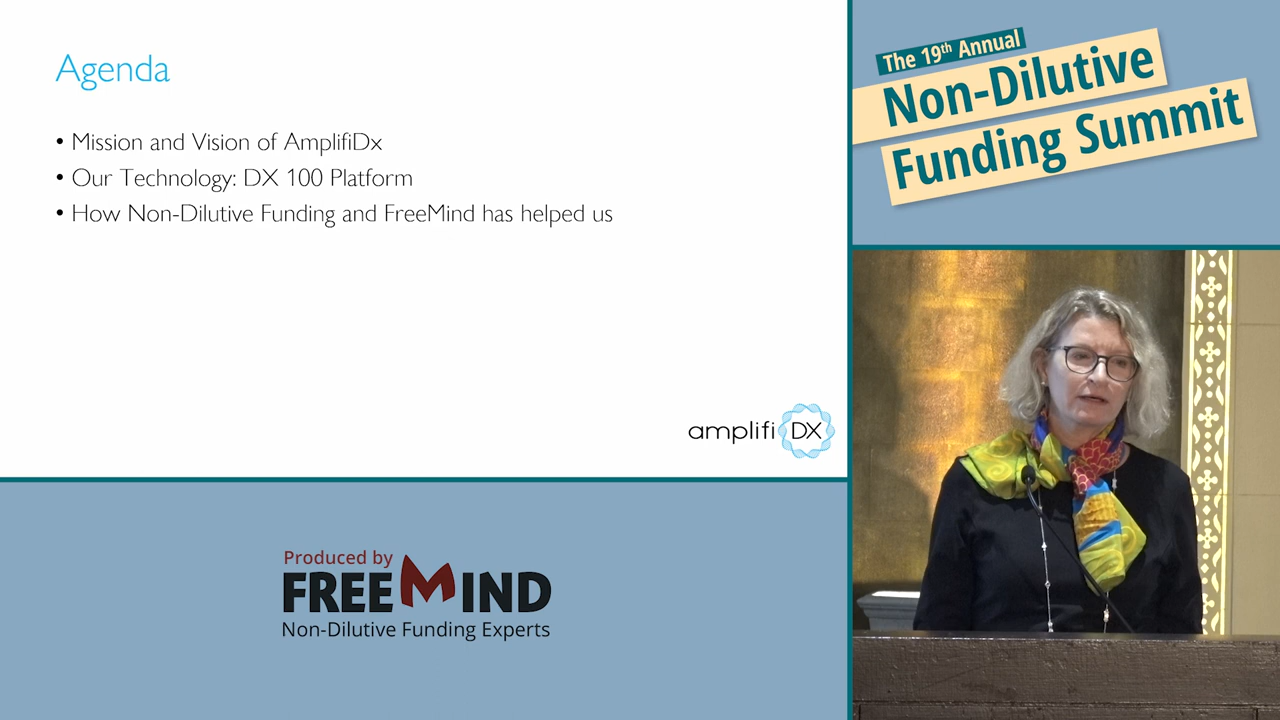 Agenda
• Mission and Vision of AmplifiDx
• Our Technology: DX 100 Platform
• How Non-Dilutive Funding and FreeMind has helped us
amplifi DX
The 19th Annual
Non-Dilutive
Funding Summit
Produced by
FREEMIND
Non-Dilutive Funding Experts